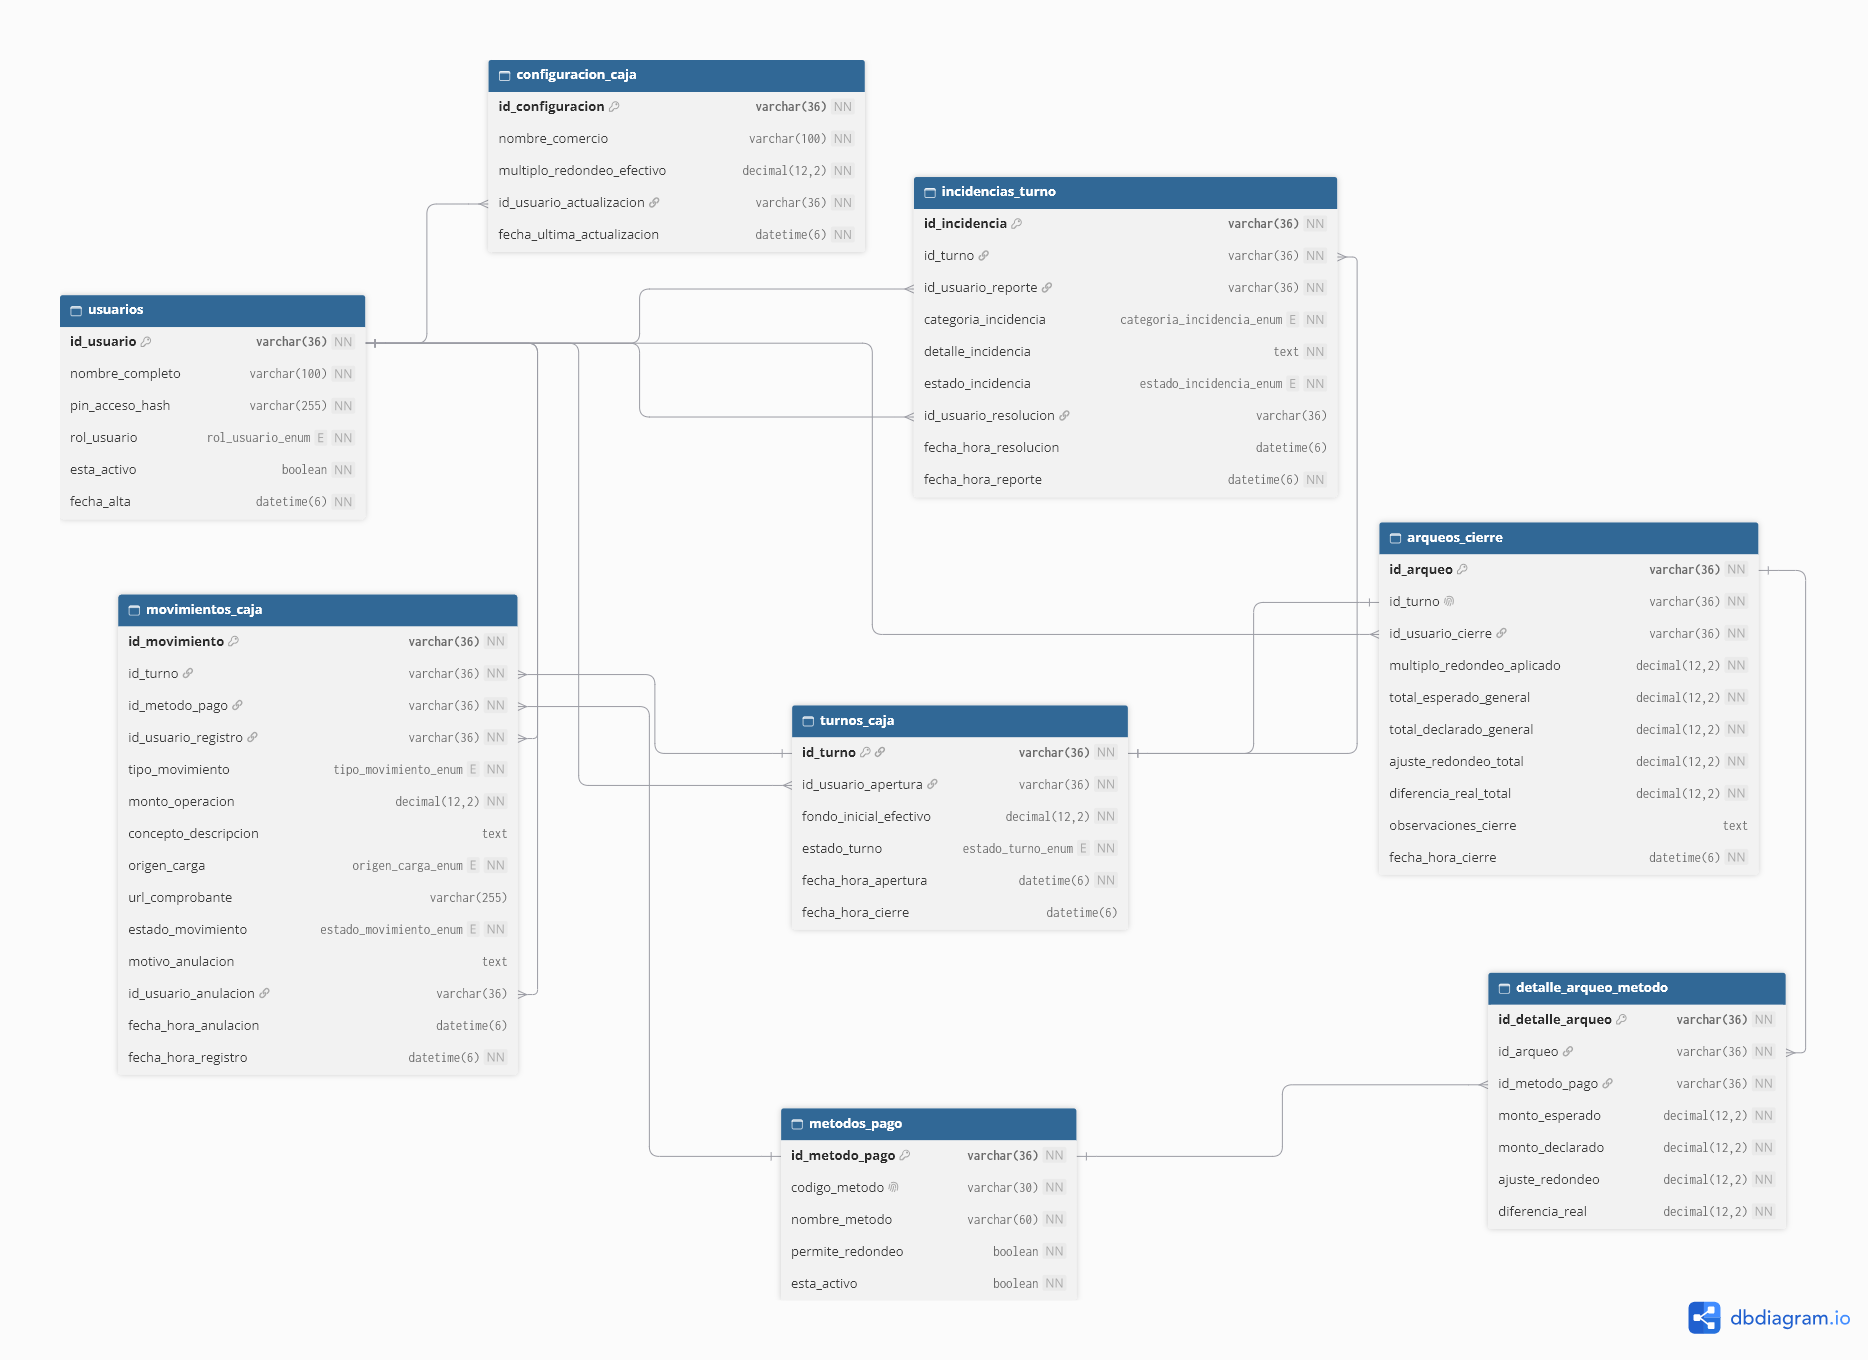 configuracion_caja
id_configuracion varchar(36) NN
nombre_comercio varchar(100) NN
multiplo_redondeo_efectivo decimal(12,2) NN
id_usuario_actualizacion varchar(36) NN
fecha_ultima_actualizacion datetime(6) NN
incidencias_turno
id_incidencia varchar(36) NN
id_turno varchar(36) NN
id_usuario_reporte varchar(36) NN
categoria_incidencia categoria_incidencia_enum E NN
detalle_incidencia text NN
estado_incidencia estado_incidencia_enum E NN
id_usuario_resolucion varchar(36)
fecha_hora_resolucion datetime(6)
fecha_hora_reporte datetime(6) NN
usuarios
id_usuario varchar(36) NN
nombre_completo varchar(100) NN
pin_acceso_hash varchar(255) NN
rol_usuario rol_usuario_enum E NN
esta_activo boolean NN
fecha_alta datetime(6) NN
arqueos_cierre
id_arqueo varchar(36) NN
id_turno varchar(36) NN
id_usuario_cierre varchar(36) NN
multiplo_redondeo_aplicado decimal(12,2) NN
total_esperado_general decimal(12,2) NN
total_declarado_general decimal(12,2) NN
ajuste_redondeo_total decimal(12,2) NN
diferencia_real_total decimal(12,2) NN
observaciones_cierre text
fecha_hora_cierre datetime(6) NN
movimientos_caja
id_movimiento varchar(36) NN
id_turno varchar(36) NN
id_metodo_pago varchar(36) NN
id_usuario_registro varchar(36) NN
tipo_movimiento tipo_movimiento_enum E NN
monto_operacion decimal(12,2) NN
concepto_descripcion text
origen_carga origen_carga_enum E NN
url_comprobante varchar(255)
estado_movimiento estado_movimiento_enum E NN
motivo_anulacion text
id_usuario_anulacion varchar(36)
fecha_hora_anulacion datetime(6)
fecha_hora_registro datetime(6) NN
turnos_caja
id_turno varchar(36) NN
id_usuario_apertura varchar(36) NN
fondo_inicial_efectivo decimal(12,2) NN
estado_turno estado_turno_enum E NN
fecha_hora_apertura datetime(6) NN
fecha_hora_cierre datetime(6)
detalle_arqueo_metodo
id_detalle_arqueo varchar(36) NN
id_arqueo varchar(36) NN
id_metodo_pago varchar(36) NN
monto_esperado decimal(12,2) NN
monto_declarado decimal(12,2) NN
ajuste_redondeo decimal(12,2) NN
diferencia_real decimal(12,2) NN
metodos_pago
id_metodo_pago varchar(36) NN
codigo_metodo varchar(30) NN
nombre_metodo varchar(60) NN
permite_redondeo boolean NN
esta_activo boolean NN
dbdiagram.io